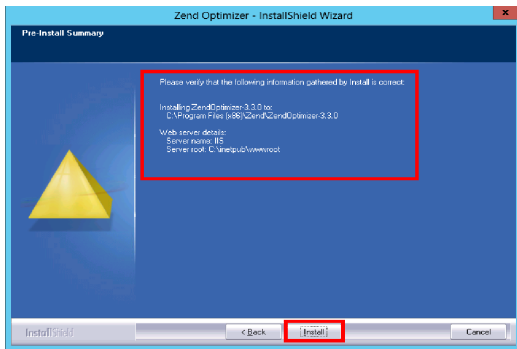 Zend Optimizer - InstallShield Wizard
x
Pre-Install Summary
Please verify that the following information gathered by Install is correct:
Installing ZendOptimizer-3.3.0 to:
C:\Program Files (x86)\Zend\ZendOptimizer-3.3.0
Web server details:
Server name: IIS
Server root: C:\inetpub\wwwroot
InstallShield
< Back
Install
Cancel